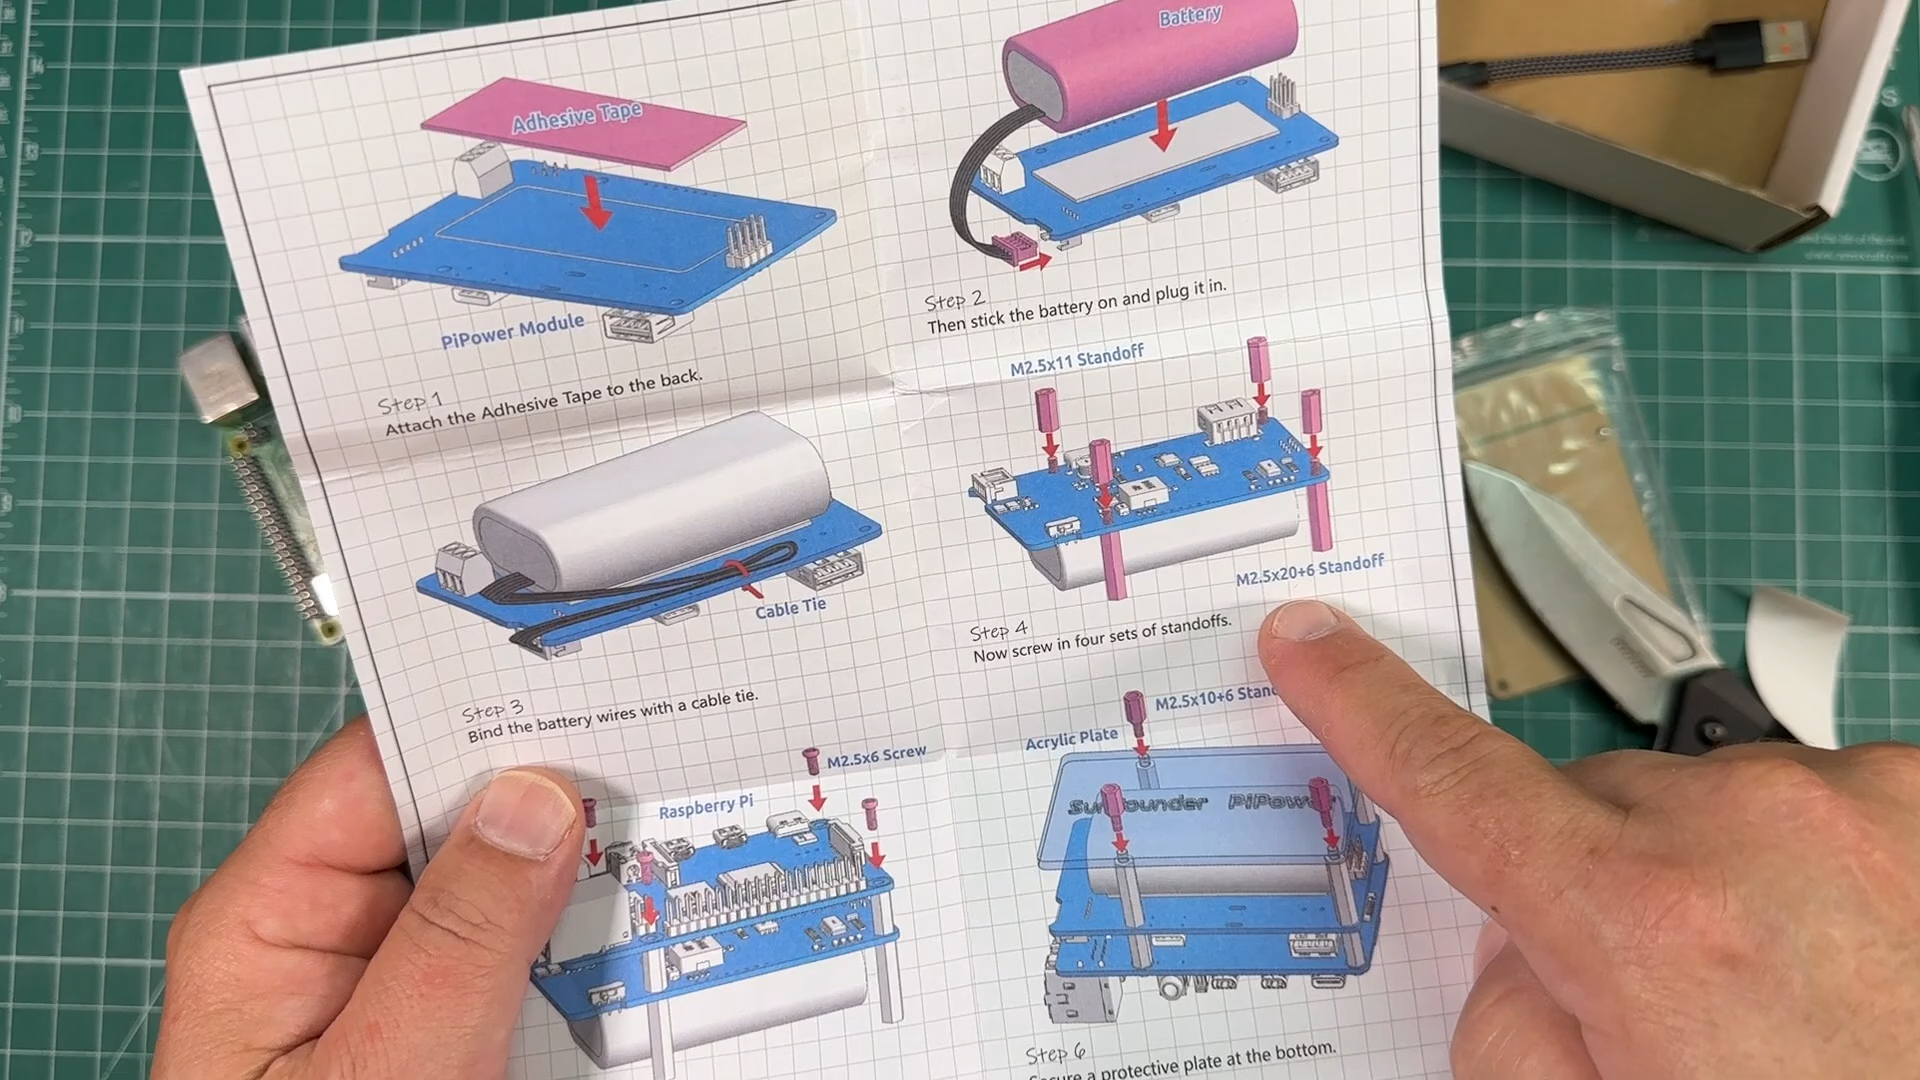 Adhesive Tape
PiPower Module
Step 1
Attach the Adhesive Tape to the back.
Battery
Step 2
Then stick the battery on and plug it in.
Cable Tie
Step 3
Bind the battery wires with a cable tie.
M2.5x11 Standoff
M2.5x20+6 Standoff
Step 4
Now screw in four sets of standoffs.
M2.5x6 Screw
Raspberry Pi
M2.5x10+6
Acrylic Plate
Step 6
a protective plate at the bottom.